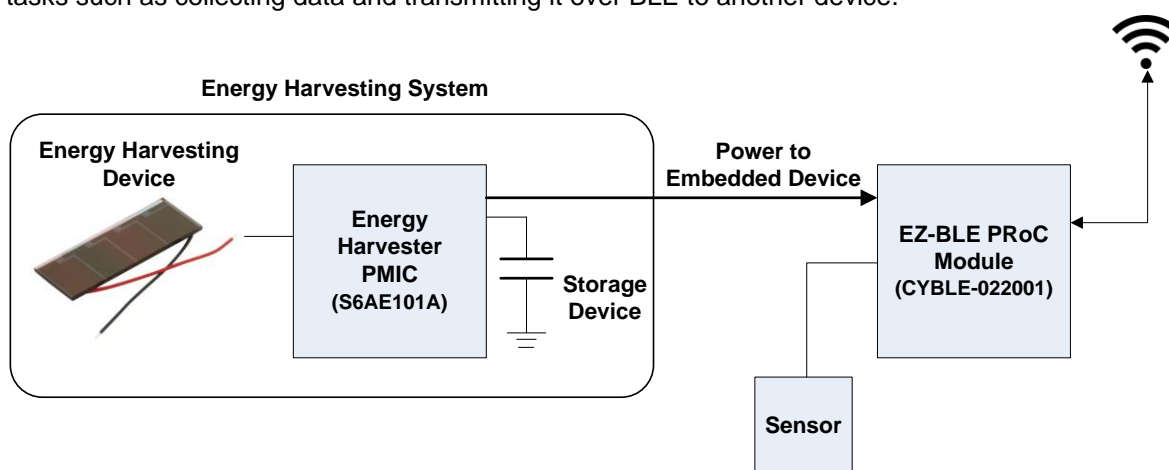 tasks such as collecting data and transmitting it over BLE to another device.
Energy Harvesting System
Energy Harvesting
Device
Energy
Harvester
PMIC
(S6AE101A)
Storage
Device
Power to
Embedded Device
EZ-BLE PRoC
Module
(CYBLE-022001)
Sensor